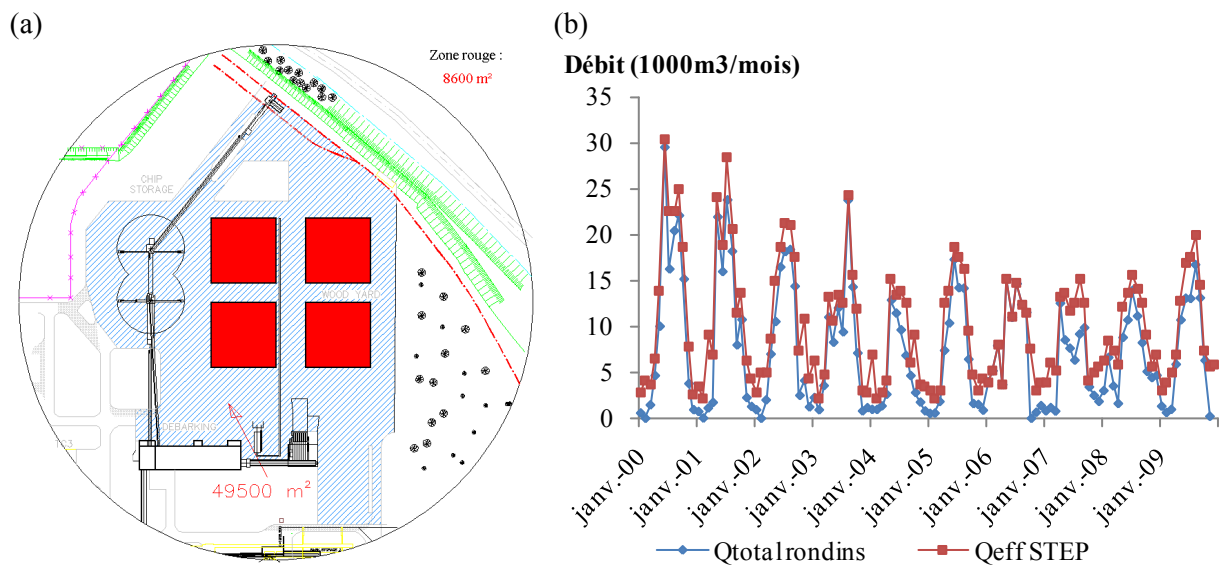 (a)
Zone rouge :
8600 m²
CHIP
STORAGE
DEBARKING
TC3
49500 m²
(b)
Débit (1000m3/mois)
35
30
25
20
15
10
5
0
janv.-00
janv.-01
janv.-02
janv.-03
janv.-04
janv.-05
janv.-06
janv.-07
janv.-08
janv.-09
Qtotal rondins
Qeff STEP